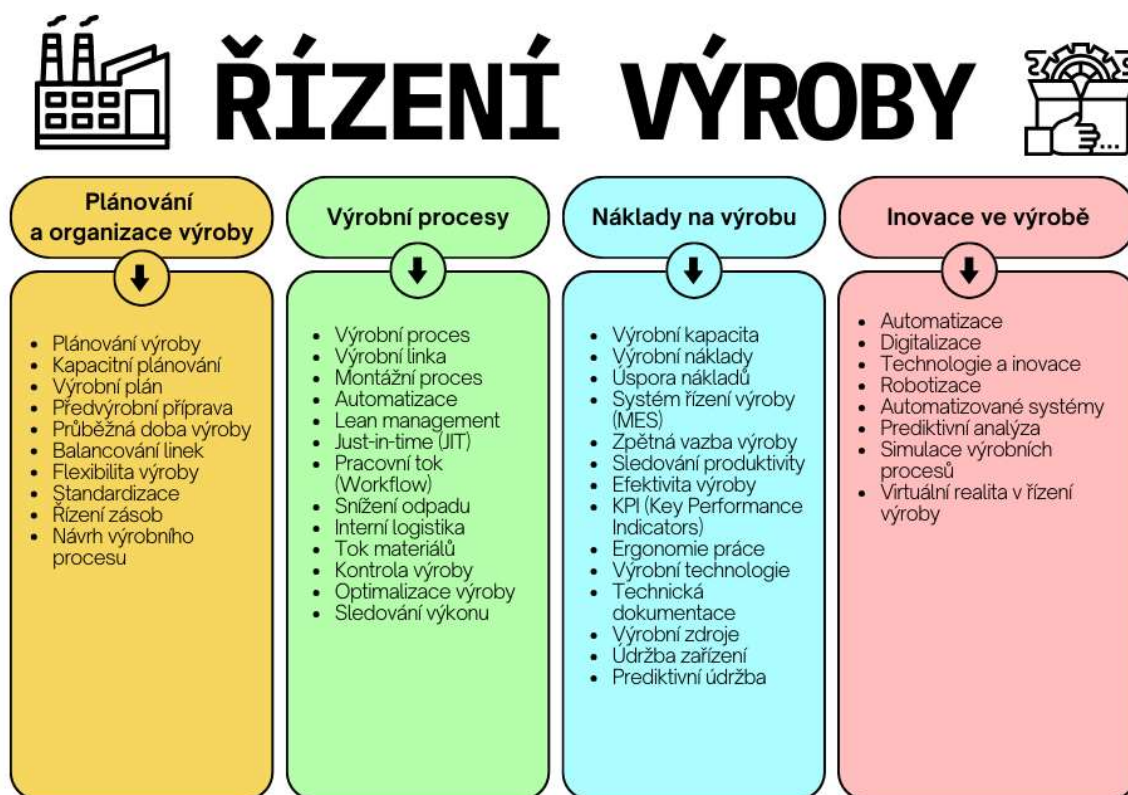 ŘÍZENÍ VÝROBY
Plánování
a organizace výroby
• Plánování výroby
• Kapacitní plánování
• Výrobní plán
• Předvýrobní příprava
• Průběžná doba výroby
• Balancování linek
• Flexibilita výroby
• Standardizace
• Řízení zásob
• Návrh výrobního
procesu
Výrobní procesy
• Výrobní proces
• Výrobní linka
• Montážní proces
• Automatizace
• Lean management
• Just-in-time (JIT)
• Pracovní tok
(Workflow)
• Snížení odpadu
• Interní logistika
• Tok materiálů
• Kontrola výroby
• Optimalizace výroby
• Sledování výkonu
Náklady na výrobu
• Výrobní kapacita
• Výrobní náklady
• Úspora nákladů
• Systém řízení výroby
(MES)
• Zpětná vazba výroby
• Sledování produktivity
• Efektivita výroby
• KPI (Key Performance
Indicators)
• Ergonomie práce
• Výrobní technologie
• Technická
dokumentace
• Výrobní zdroje
• Údržba zařízení
• Prediktivní údržba
Inovace ve výrobě
• Automatizace
• Digitalizace
• Technologie a inovace
• Robotizace
• Automatizované systémy
• Prediktivní analýza
• Simulace výrobních
procesů
• Virtuální realita v řízení
výroby